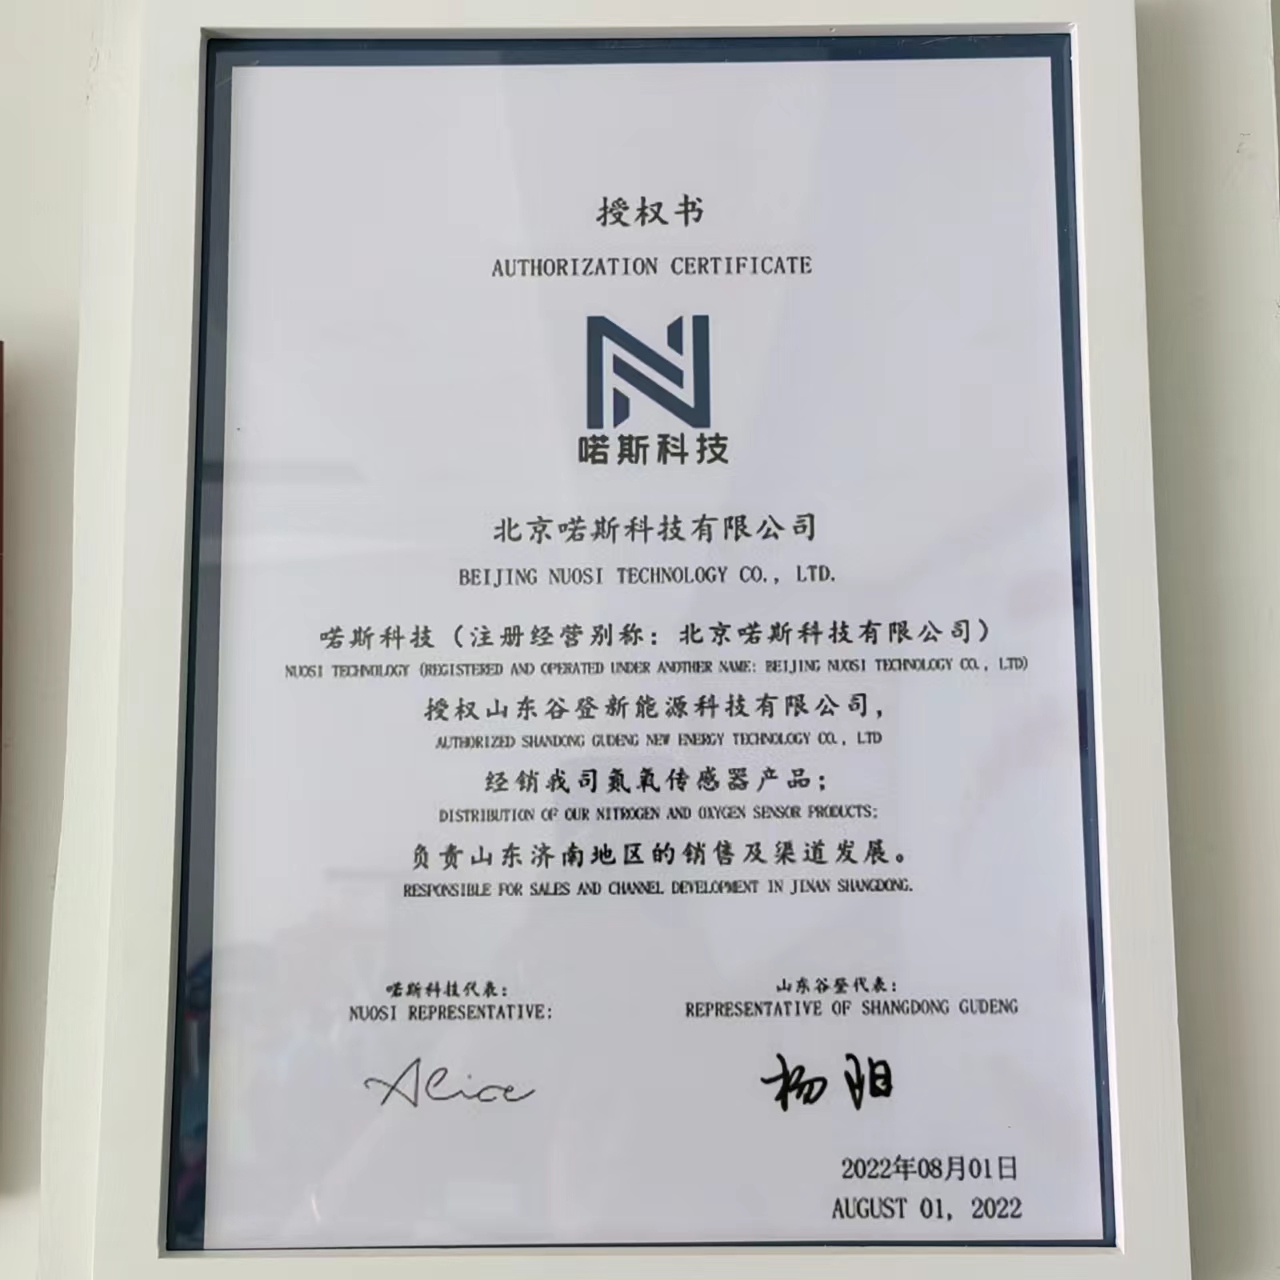 授权书
AUTHORIZATION CERTIFICATE
喏斯科技
北京喏斯科技有限公司
BEIJING NUOSI TECHNOLOGY CO., LTD.
喏斯科技（注册经营别称：北京喏斯科技有限公司）
NUOSI TECHNOLOGY (REGISTERED AND OPERATED UNDER ANOTHER NAME: BEIJING NUOSI TECHNOLOGY CO., LTD)
授权山东谷登新能源科技有限公司，
AUTHORIZED SHANDONG GUDENG NEW ENERGY TECHNOLOGY CO., LTD
经销我司氮氧传感器产品；
DISTRIBUTION OF OUR NITROGEN AND OXYGEN SENSOR PRODUCTS;
负责山东济南地区的销售及渠道发展。
RESPONSIBLE FOR SALES AND CHANNEL DEVELOPMENT IN JINAN SHANGDONG.
喏斯科技代表：
NUOSI REPRESENTATIVE:
山东谷登代表：
REPRESENTATIVE OF SHANGDONG GUDENG
Alice
杨阳
2022年08月01日
AUGUST 01, 2022